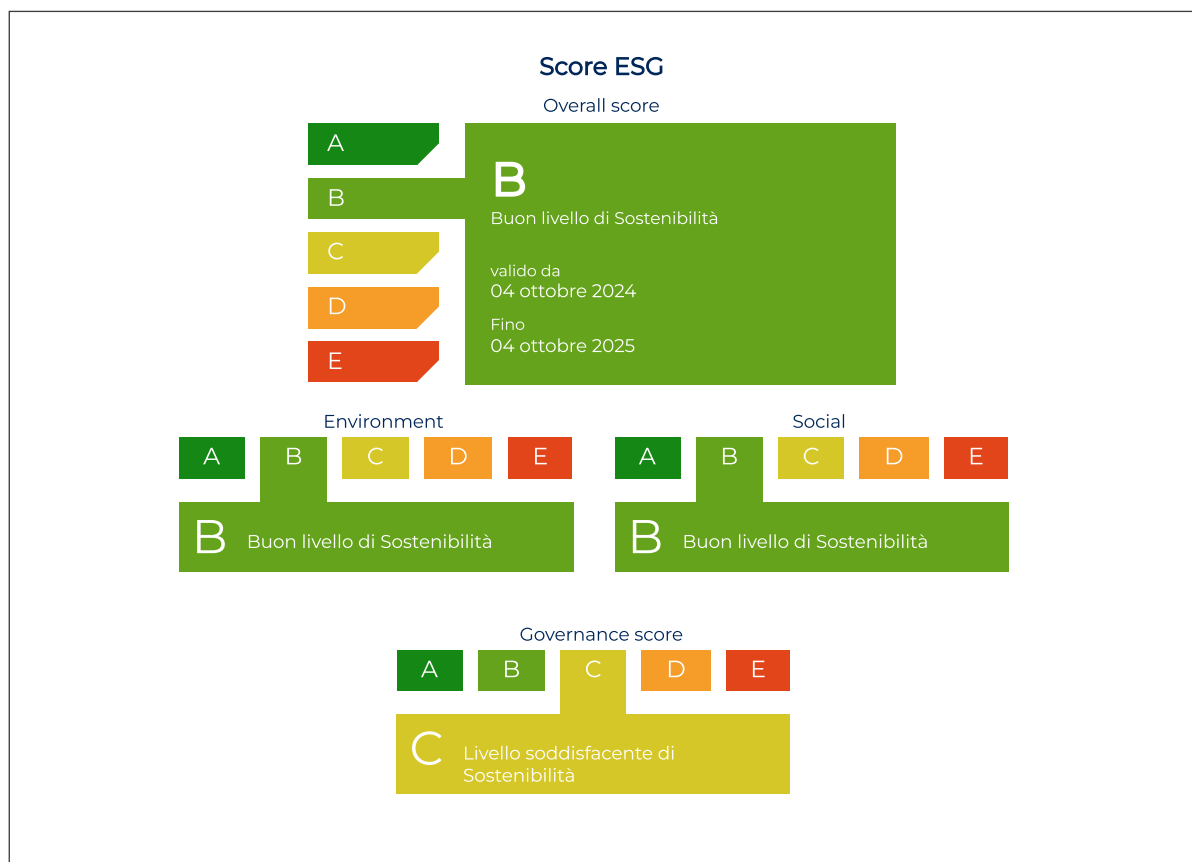 Score ESG
Overall score
A
B
C
D
E
B
Buon livello di Sostenibilità
valido da
04 ottobre 2024
Fino
04 ottobre 2025
Environment
A B C D E
B Buon livello di Sostenibilità
Social
A B C D E
B Buon livello di Sostenibilità
Governance score
A B C D E
C Livello soddisfacente di
Sostenibilità